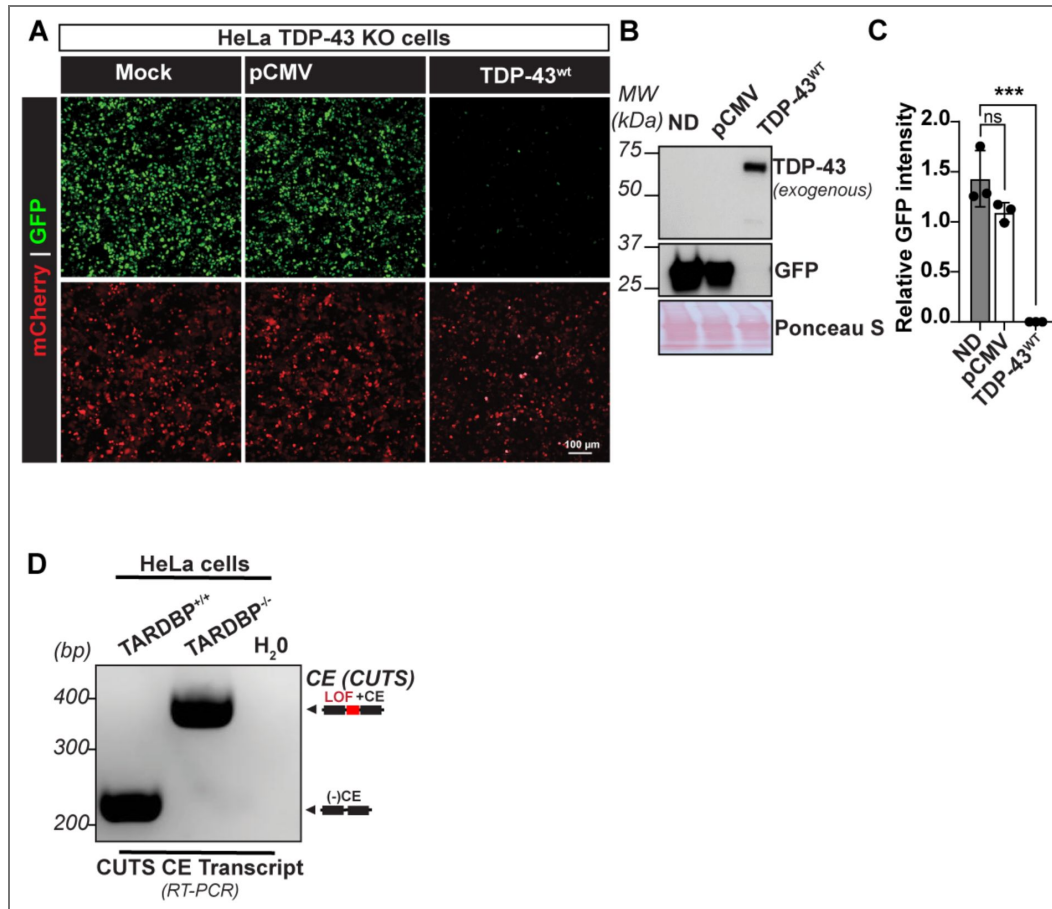 A
HeLa TDP-43 KO cells
Mock
pCMV
TDP-43wt
mCherry | GFP
100 µm
B
MW
(kDa)
ND
pCMV
TDP-43WT
75
50
TDP-43
(exogenous)
37
25
GFP
Ponceau S
C
***
ns
Relative GFP intensity
2.0
1.5
1.0
0.5
0.0
ND
pCMV
TDP-43WT
D
HeLa cells
TARDBP+/+
TARDBP-/-
H20
(bp)
400
300
200
CE (CUTS)
LOF +CE
(-)CE
CUTS CE Transcript
(RT-PCR)